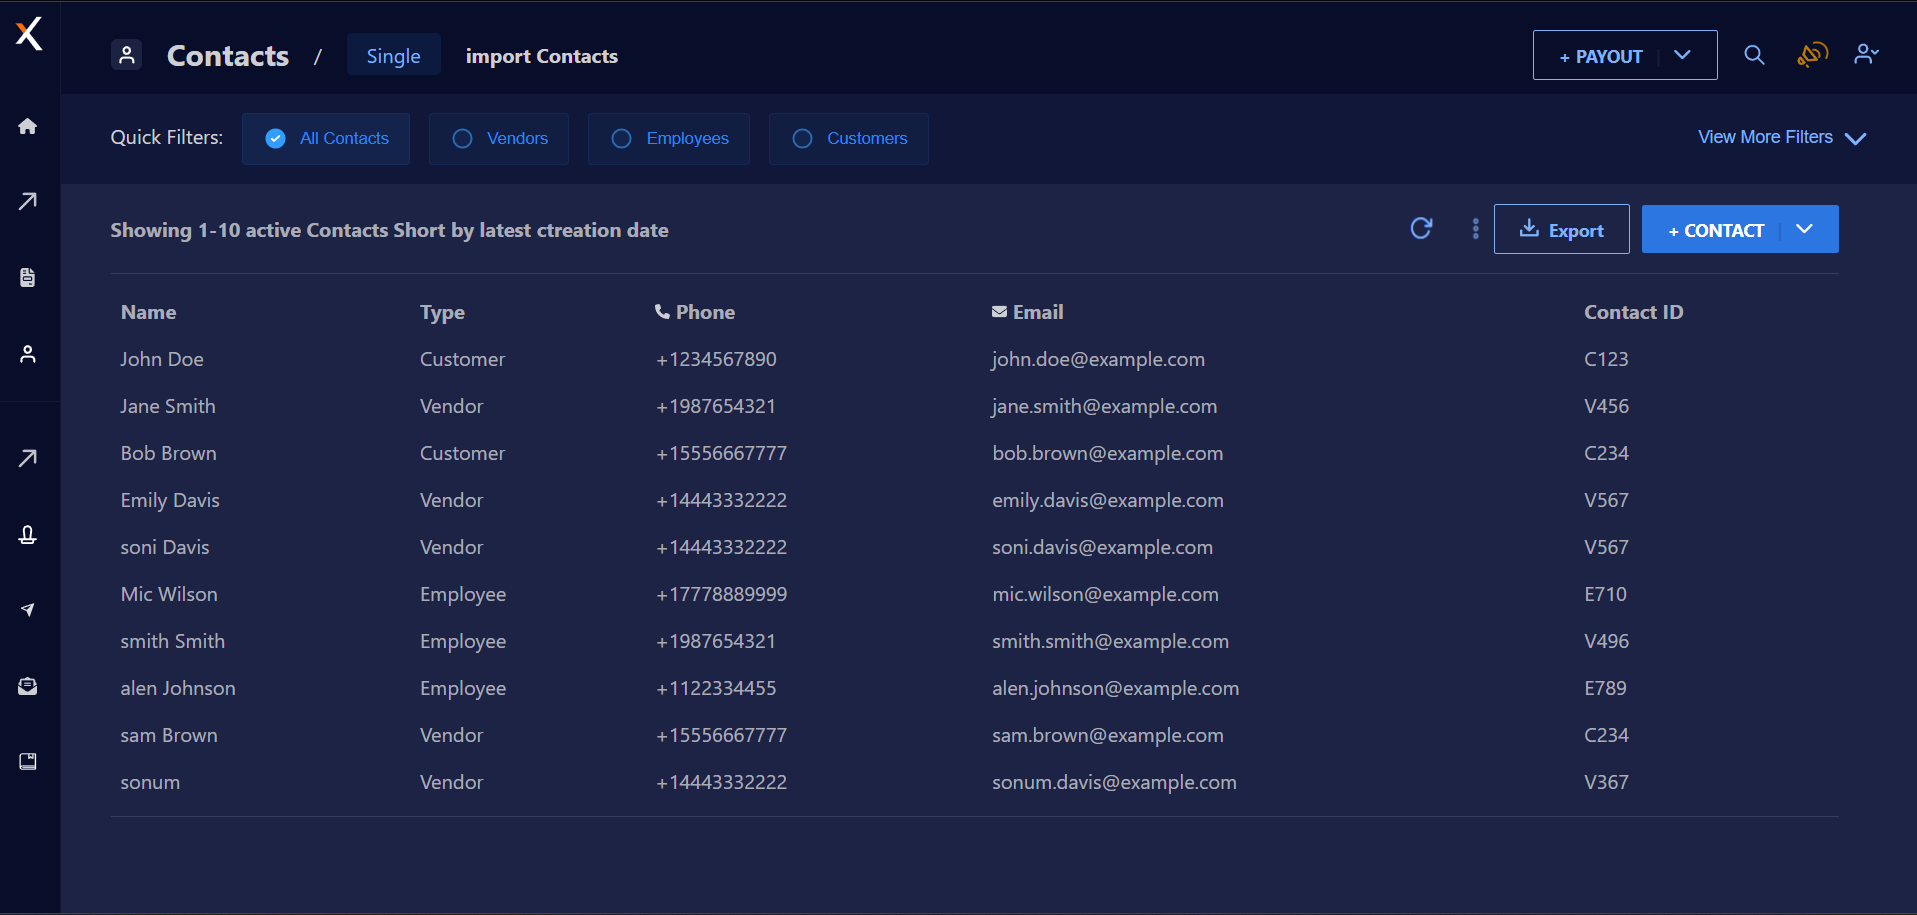 Contacts / Single import Contacts + PAYOUT
Quick Filters: All Contacts Vendors Employees Customers View More Filters
Showing 1-10 active Contacts Short by latest ctreation date Export + CONTACT
Name Type Phone Email Contact ID
John Doe Customer +1234567890 john.doe@example.com C123
Jane Smith Vendor +1987654321 jane.smith@example.com V456
Bob Brown Customer +15556667777 bob.brown@example.com C234
Emily Davis Vendor +14443332222 emily.davis@example.com V567
soni Davis Vendor +14443332222 soni.davis@example.com V567
Mic Wilson Employee +17778889999 mic.wilson@example.com E710
smith Smith Employee +1987654321 smith.smith@example.com V496
alen Johnson Employee +1122334455 alen.johnson@example.com E789
sam Brown Vendor +15556667777 sam.brown@example.com C234
sonum Vendor +14443332222 sonum.davis@example.com V367